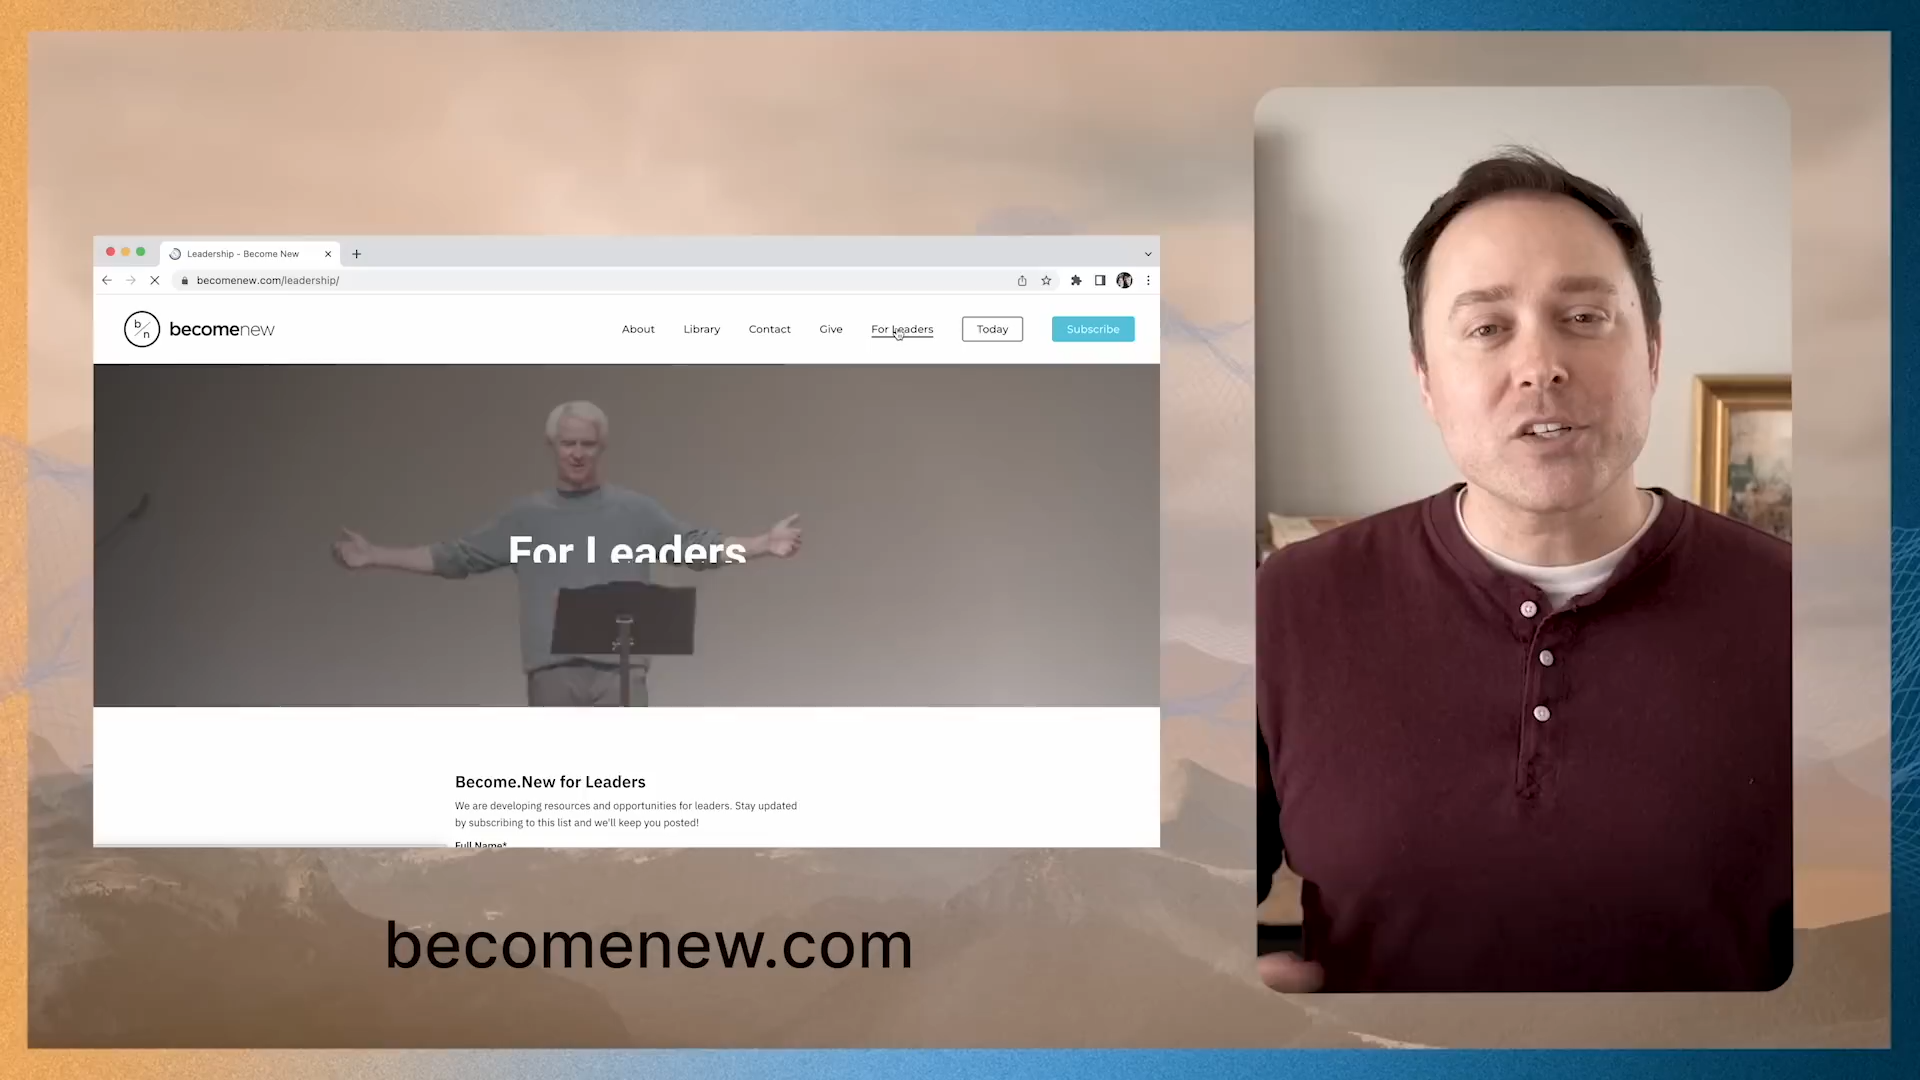 Leadership - Become New
becomenew.com/leadership/
b/n becomenew
About Library Contact Give For Leaders Today Subscribe
For Leaders
Become.New for Leaders
We are developing resources and opportunities for leaders. Stay updated
by subscribing to this list and we'll keep you posted!
Full Name*
becomenew.com